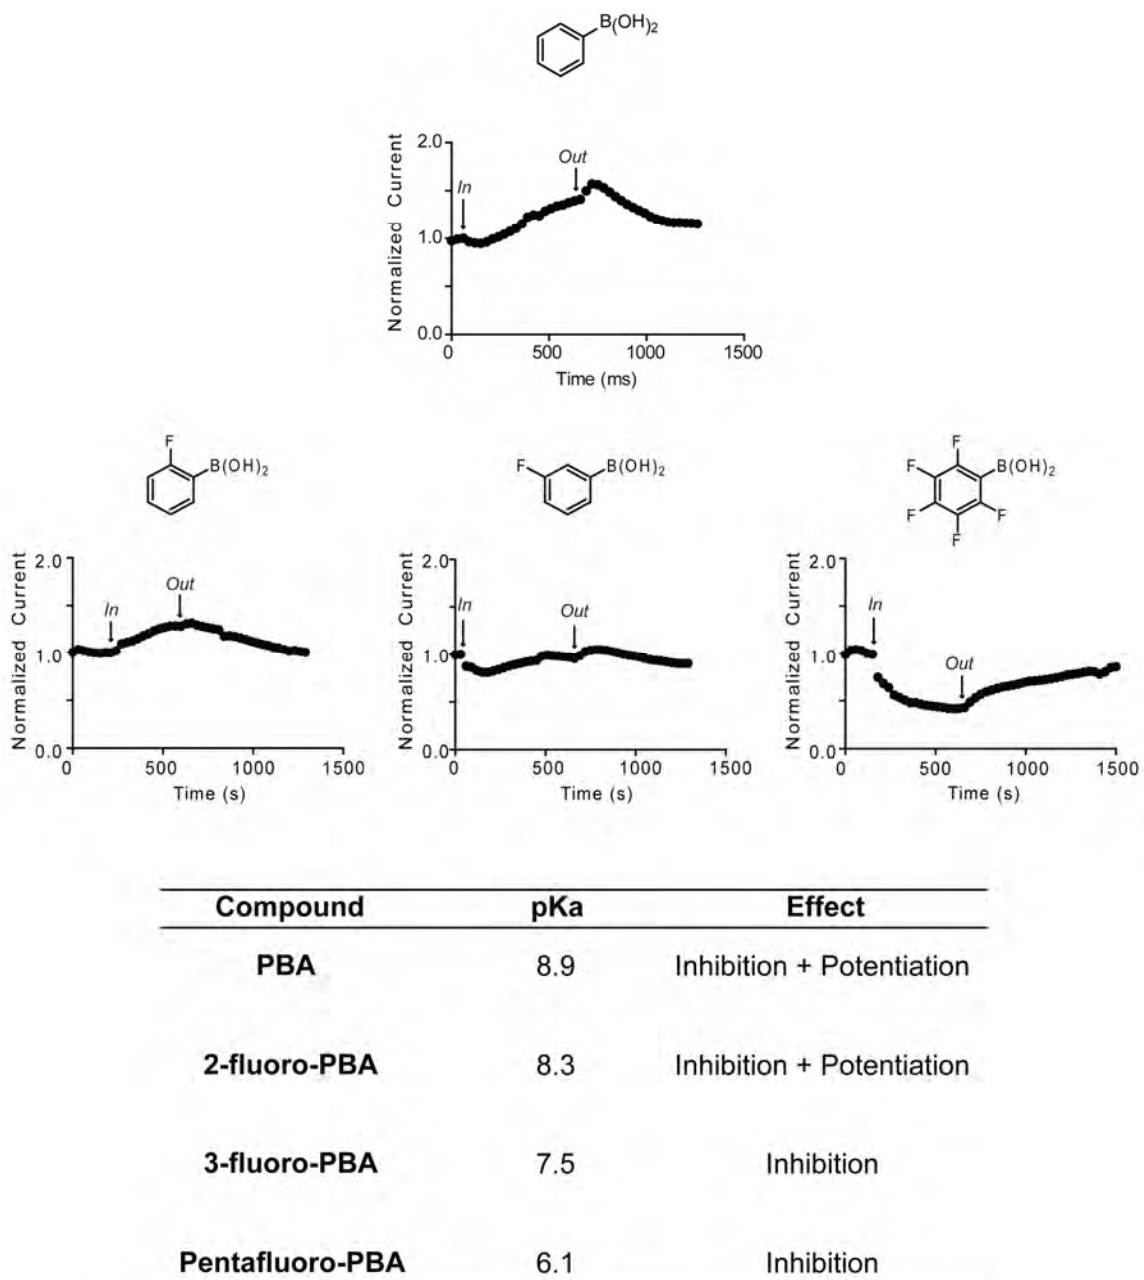 B(OH)2
2.0
Out
In
1.0
0.0
Normalized Current
0 500 1000 1500
Time (ms)
F
B(OH)2
2.0
Out
In
1.0
0.0
Normalized Current
0 500 1000 1500
Time (s)
F B(OH)2
2.0
In Out
1.0
0.0
Normalized Current
0 500 1000 1500
Time (s)
F
F B(OH)2
F F
F
2.0
In
Out
1.0
0.0
Normalized Current
0 500 1000 1500
Time (s)
Compound pKa Effect
PBA 8.9 Inhibition + Potentiation
2-fluoro-PBA 8.3 Inhibition + Potentiation
3-fluoro-PBA 7.5 Inhibition
Pentafluoro-PBA 6.1 Inhibition